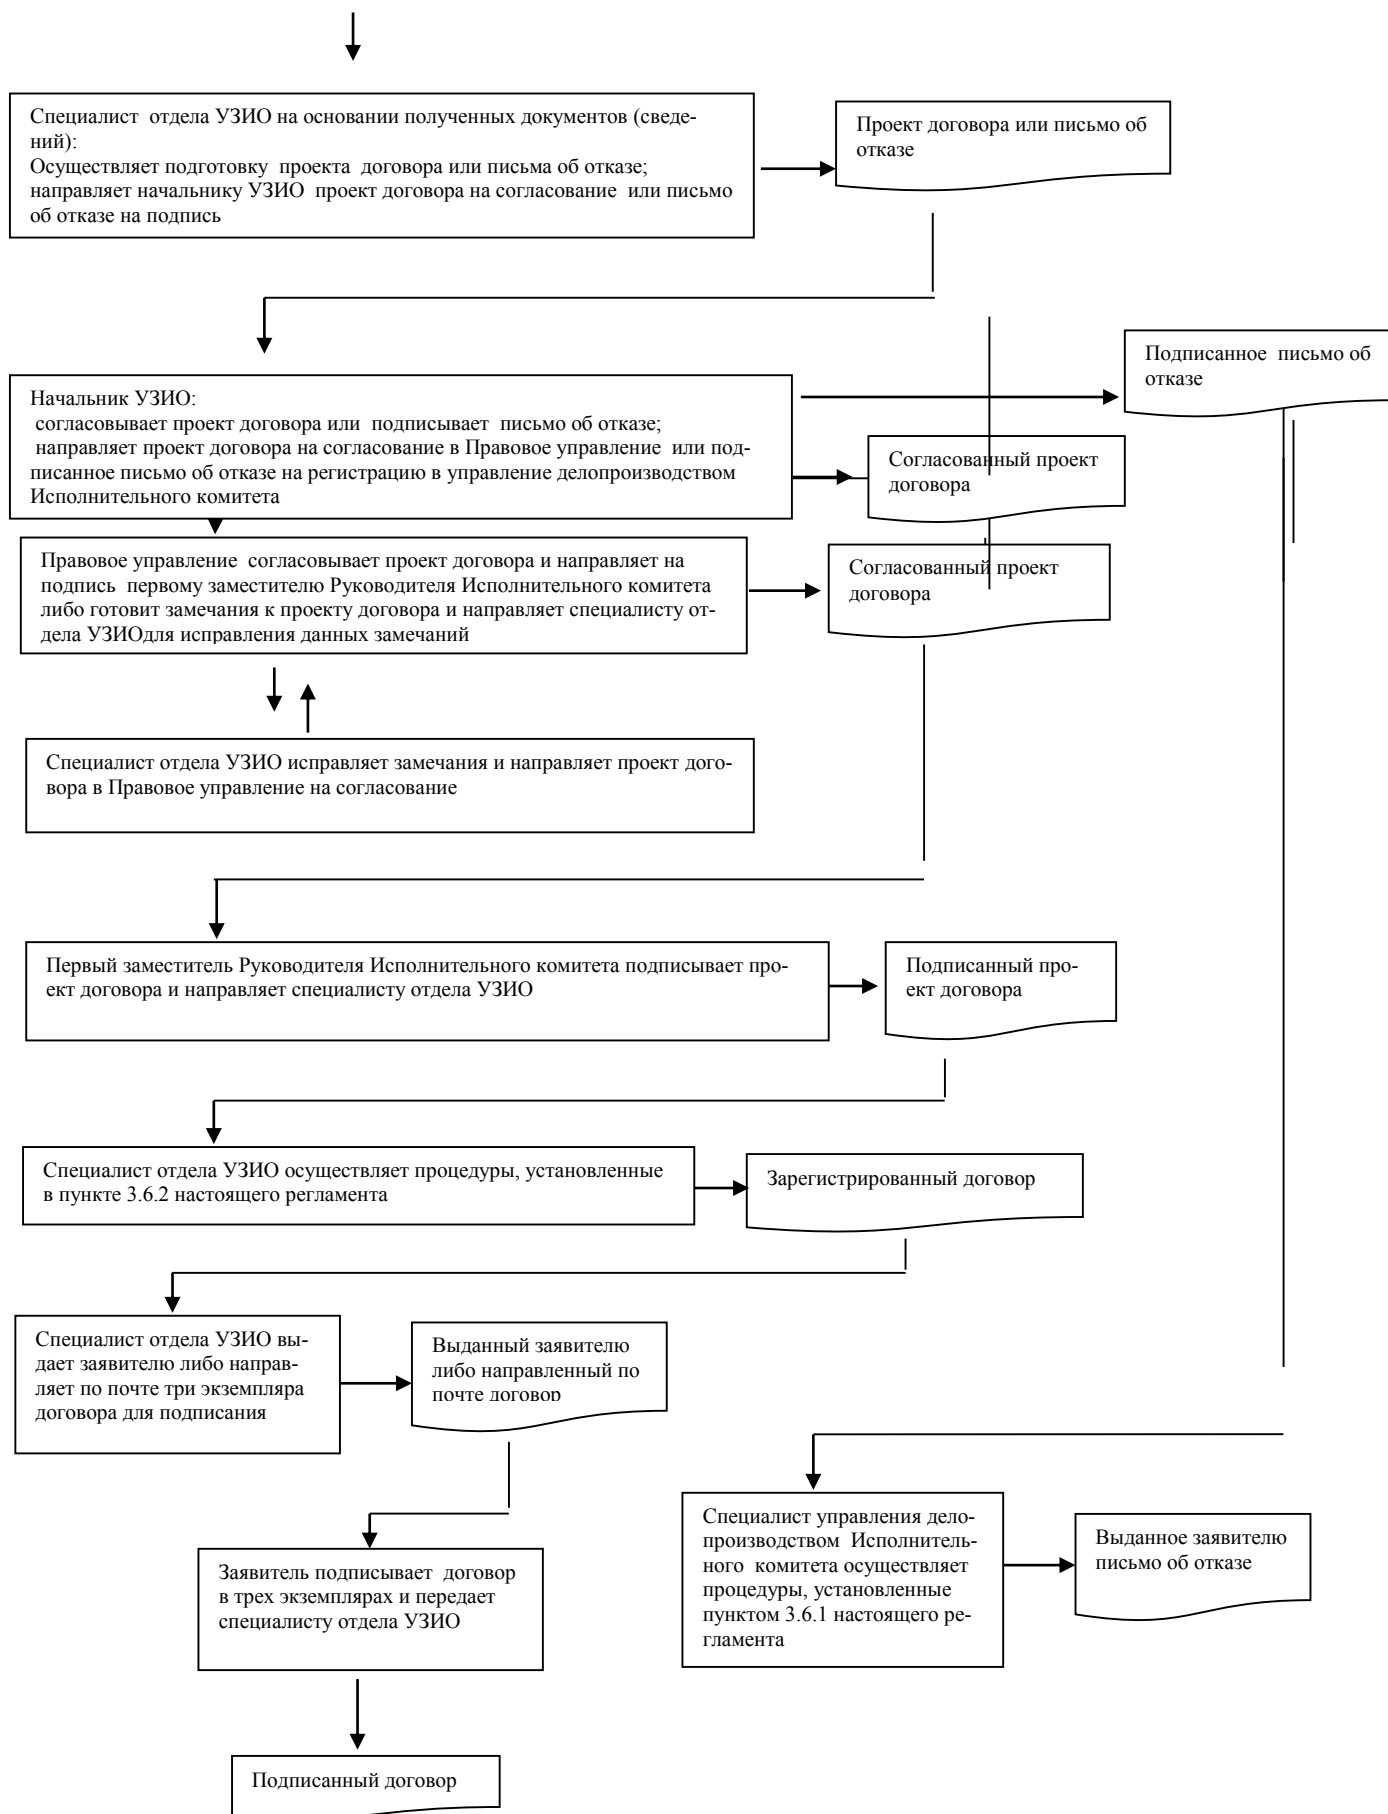 Специалист отдела УЗИО на основании полученных документов (сведе-
ний):
Осуществляет подготовку проекта договора или письма об отказе;
направляет начальнику УЗИО проект договора на согласование или письмо
об отказе на подпись
Проект договора или письмо об
отказе
Подписанное письмо об
отказе
Начальник УЗИО:
согласовывает проект договора или подписывает письмо об отказе;
направляет проект договора на согласование в Правовое управление или под-
писанное письмо об отказе на регистрацию в управление делопроизводством
Исполнительного комитета
Согласованный проект
договора
Правовое управление согласовывает проект договора и направляет на
подпись первому заместителю Руководителя Исполнительного комитета
либо готовит замечания к проекту договора и направляет специалисту от-
дела УЗИОдля исправления данных замечаний
Согласованный проект
договора
Специалист отдела УЗИО исправляет замечания и направляет проект дого-
вора в Правовое управление на согласование
Первый заместитель Руководителя Исполнительного комитета подписывает про-
ект договора и направляет специалисту отдела УЗИО
Подписанный про-
ект договора
Специалист отдела УЗИО осуществляет процедуры, установленные
в пункте 3.6.2 настоящего регламента
Зарегистрированный договор
Специалист отдела УЗИО вы-
дает заявителю либо направ-
ляет по почте три экземпляра
договора для подписания
Выданный заявителю
либо направленный по
почте договор
Заявитель подписывает договор
в трех экземплярах и передает
специалисту отдела УЗИО
Специалист управления дело-
производством Исполнитель-
ного комитета осуществляет
процедуры, установленные
пунктом 3.6.1 настоящего ре-
гламента
Выданное заявителю
письмо об отказе
Подписанный договор